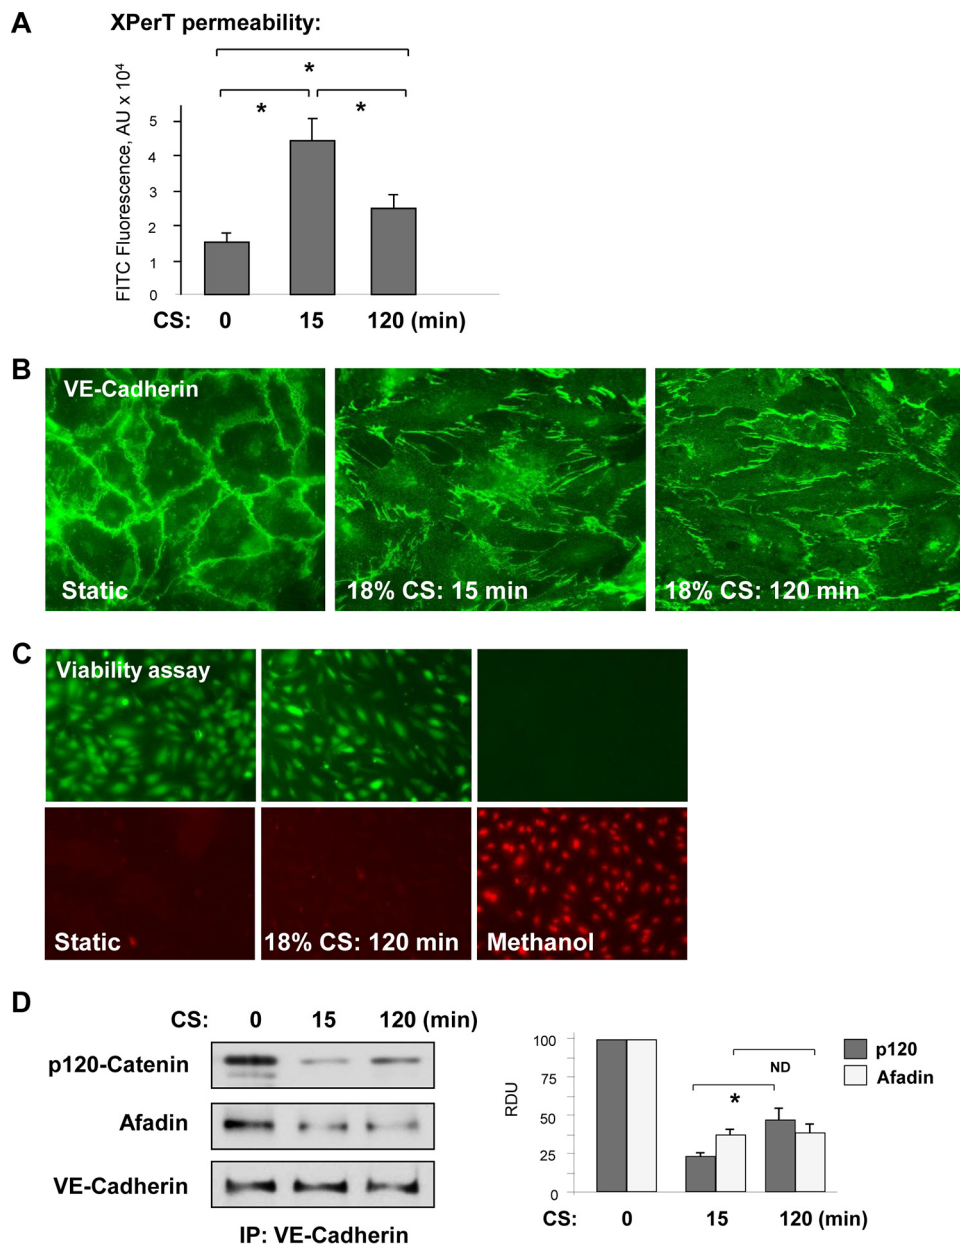 A
XPerT permeability:
*
*
*
FITC Fluorescence, AU x 10⁴
5
4
3
2
1
0
CS: 0 15 120 (min)
B
VE-Cadherin
Static
18% CS: 15 min
18% CS: 120 min
C
Viability assay
Static
18% CS: 120 min
Methanol
D
CS: 0 15 120 (min)
p120-Catenin
Afadin
VE-Cadherin
IP: VE-Cadherin
RDU
100
75
50
25
0
ND
*
p120
Afadin
CS: 0 15 120 (min)